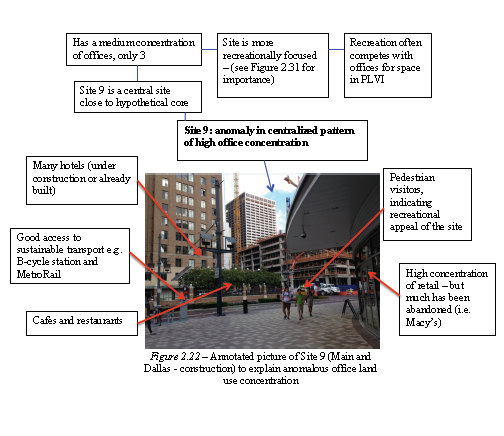 Has a medium concentration
of offices, only 3
Site is more
recreationally focused
– (see Figure 2.31 for
importance)
Recreation often
competes with
offices for space
in PLVI
Site 9 is a central site
close to hypothetical core
Site 9: anomaly in centralized pattern
of high office concentration
Many hotels (under
construction or already
built)
Good access to
sustainable transport e.g.
B-cycle station and
MetroRail
Cafes and restaurants
Pedestrian
visitors,
indicating
recreational
appeal of the site
High concentration
of retail – but
much has been
abandoned (i.e.
Macy's)
Figure 2.22 – Annotated picture of Site 9 (Main and
Dallas - construction) to explain anomalous office land
use concentration